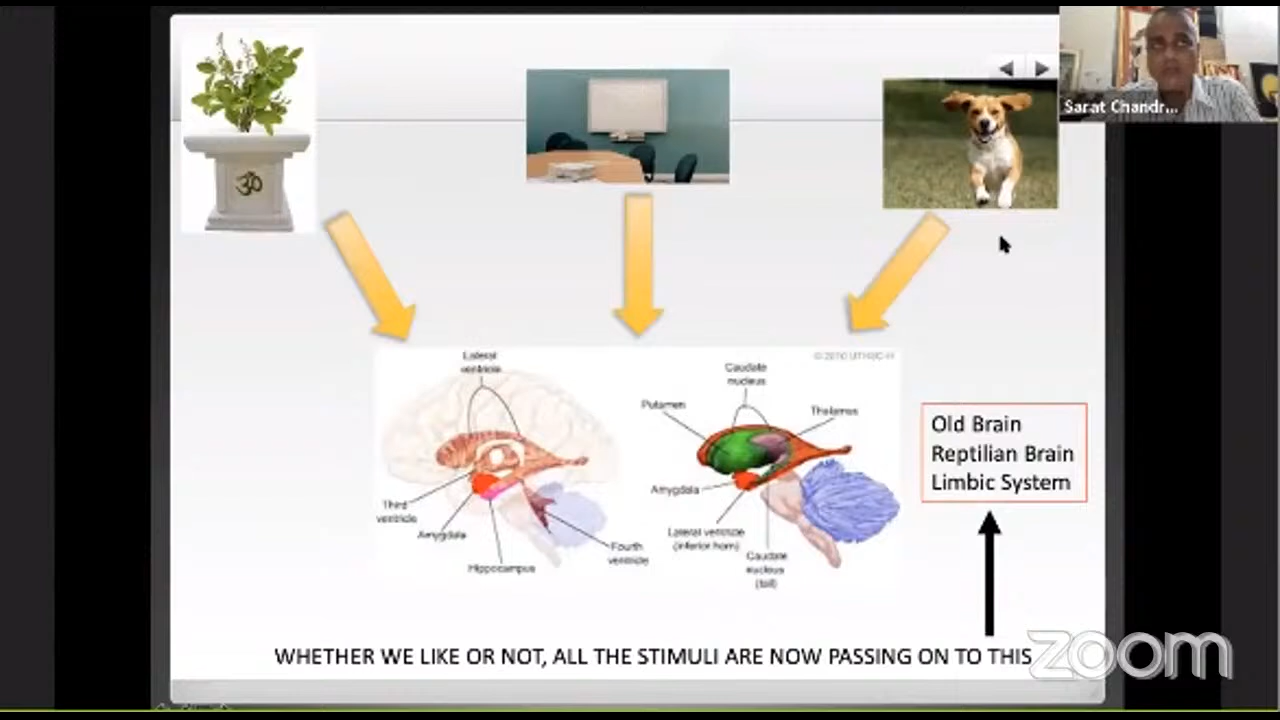 Sarat Chandr...
ॐ
© 2010 UTHSC-H
Lateral
ventricle
Third
ventricle
Amygdala
Hippocampus
Fourth
ventricle
Caudate
nucleus
Putamen
Thalamus
Amygdala
Lateral ventricle
(inferior horn)
Caudate
nucleus
(tail)
Old Brain
Reptilian Brain
Limbic System
WHETHER WE LIKE OR NOT, ALL THE STIMULI ARE NOW PASSING ON TO THIS
zoom